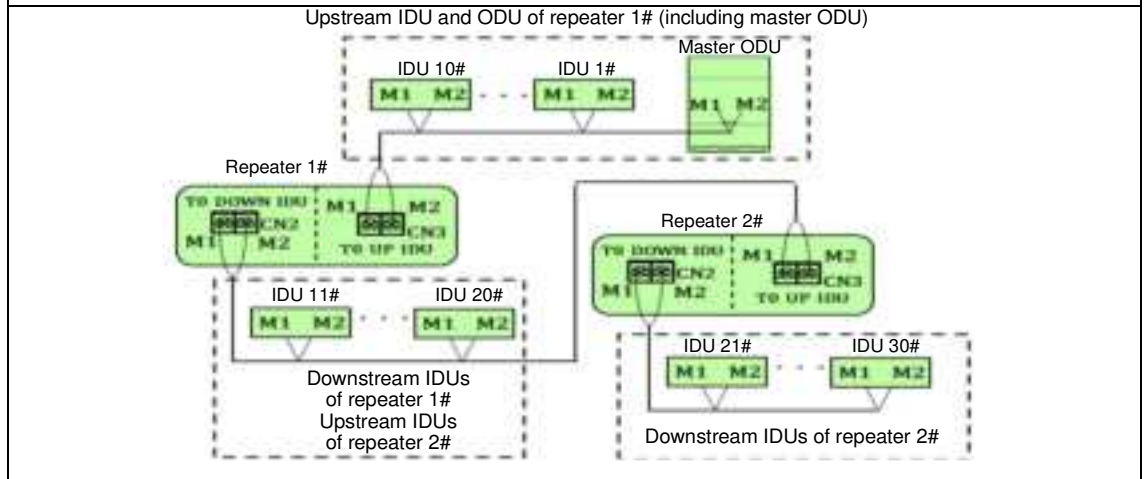 Upstream IDU and ODU of repeater 1# (including master ODU)
Master ODU
IDU 10#
IDU 1#
M1 M2 · · · M1 M2
M1 M2
Repeater 1#
TO DOWN IDU
CN2
M1 M2
M1 M2
CN3
TO UP IDU
Repeater 2#
TO DOWN IDU
CN2
M1 M2
M1 M2
CN3
TO UP IDU
IDU 11#
IDU 20#
M1 M2 · · · M1 M2
Downstream IDUs
of repeater 1#
Upstream IDUs
of repeater 2#
IDU 21#
IDU 30#
M1 M2 · · · M1 M2
Downstream IDUs of repeater 2#